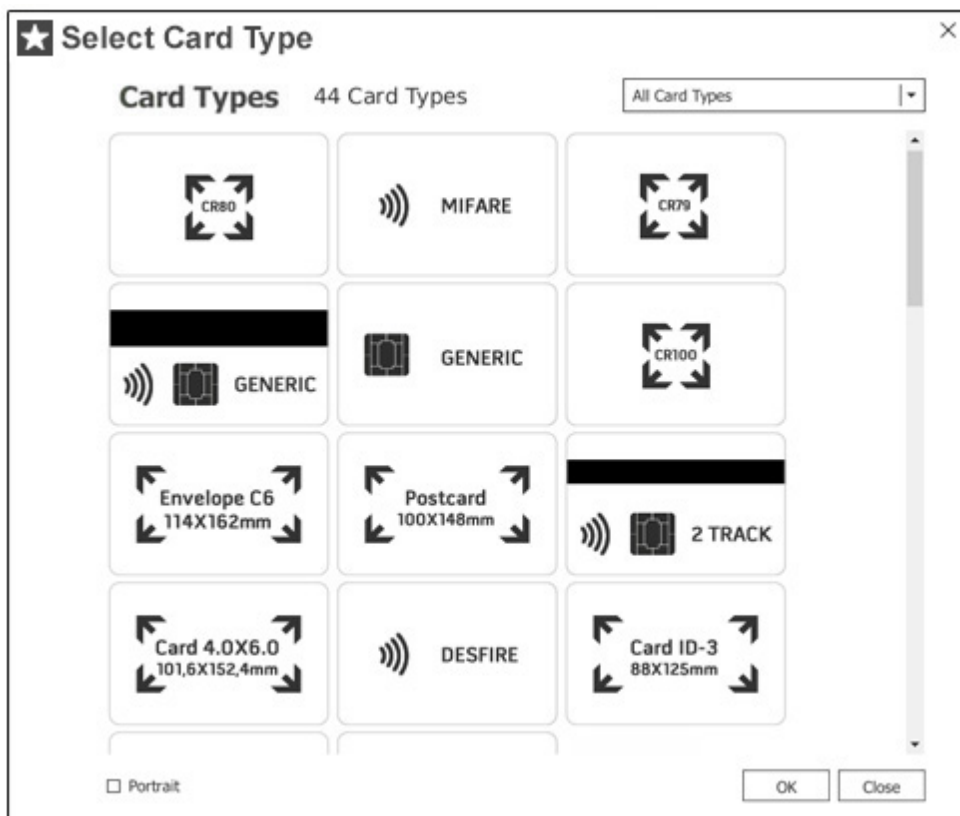 Select Card Type
Card Types
44 Card Types
All Card Types
CR80
MIFARE
CR79
GENERIC
GENERIC
CR100
Envelope C6
114X162mm
Postcard
100X148mm
2 TRACK
Card 4.0X6.0
101,6X152,4mm
DESFIRE
Card ID-3
88X125mm
Portrait
OK
Close